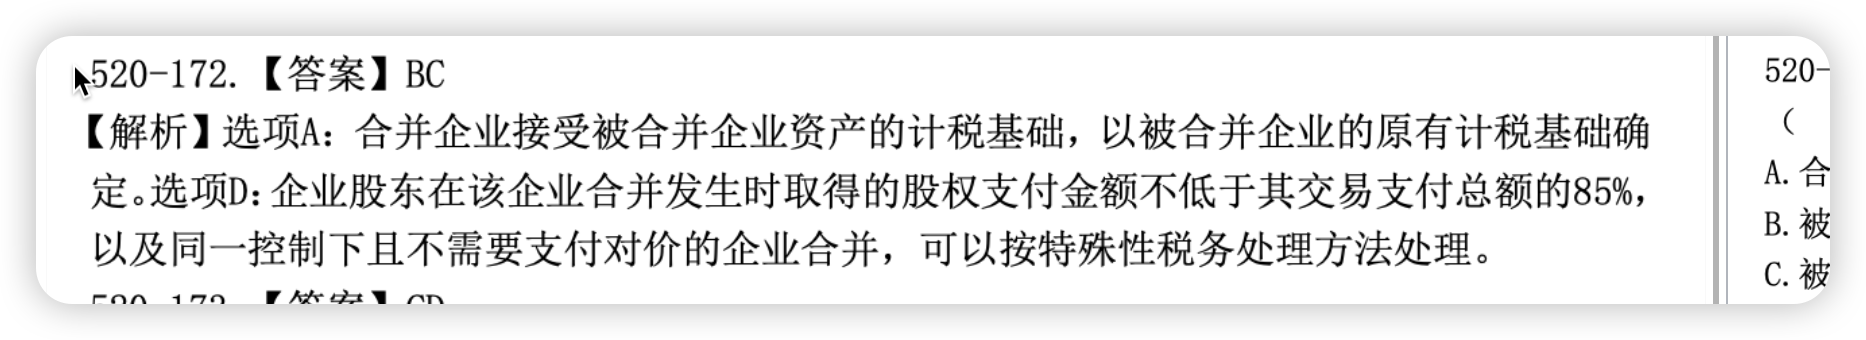 520-172.【答案】BC
【解析】选项A：合并企业接受被合并企业资产的计税基础，以被合并企业的原有计税基础确
定。选项D：企业股东在该企业合并发生时取得的股权支付金额不低于其交易支付总额的85%，
以及同一控制下且不需要支付对价的企业合并，可以按特殊性税务处理方法处理。
520-173.【答案】CD
520-
（
A. 合
B. 被
C. 被